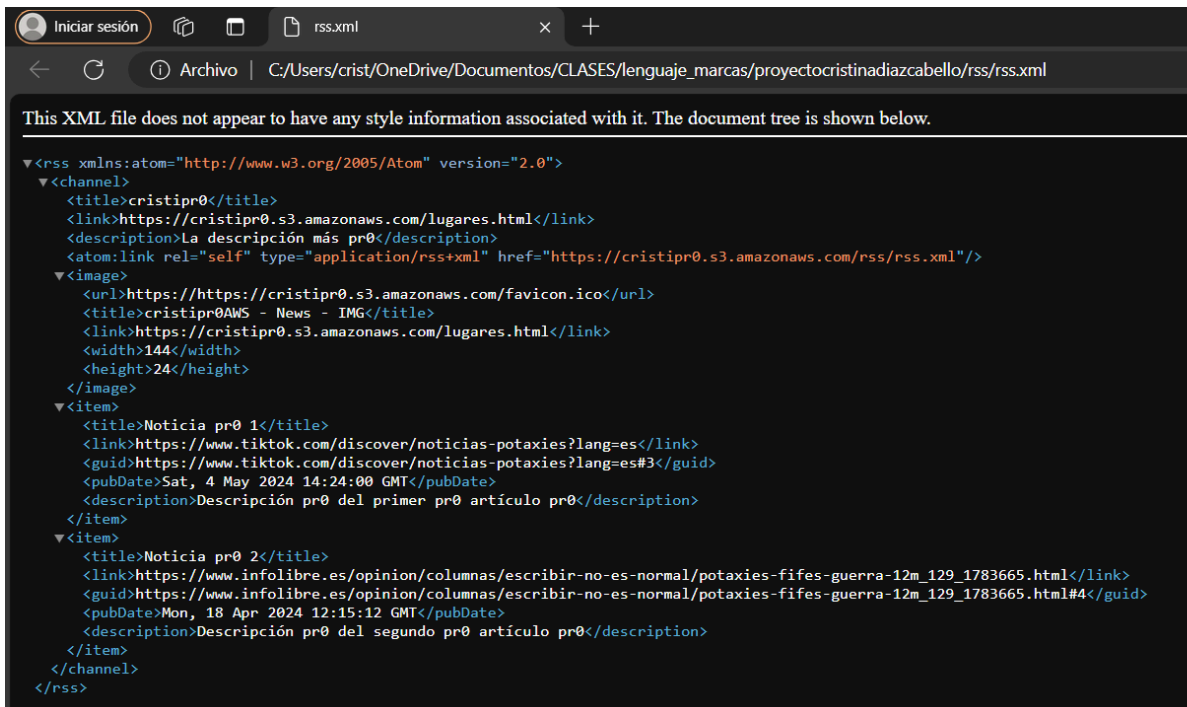 Iniciar sesión
rss.xml
Archivo | C:/Users/crist/OneDrive/Documentos/CLASES/lenguaje_marcas/proyectocristinadiazcabello/rss/rss.xml
This XML file does not appear to have any style information associated with it. The document tree is shown below.
▼<rss xmlns:atom="http://www.w3.org/2005/Atom" version="2.0">
▼<channel>
<title>cristipr0</title>
<link>https://cristipr0.s3.amazonaws.com/lugares.html</link>
<description>La descripción más pr0</description>
<atom:link rel="self" type="application/rss+xml" href="https://cristipr0.s3.amazonaws.com/rss/rss.xml"/>
▼<image>
<url>https://https://cristipr0.s3.amazonaws.com/favicon.ico</url>
<title>cristipr0AWS - News - IMG</title>
<link>https://cristipr0.s3.amazonaws.com/lugares.html</link>
<width>144</width>
<height>24</height>
</image>
▼<item>
<title>Noticia pr0 1</title>
<link>https://www.tiktok.com/discover/noticias-potaxies?lang=es</link>
<guid>https://www.tiktok.com/discover/noticias-potaxies?lang=es#3</guid>
<pubDate>Sat, 4 May 2024 14:24:00 GMT</pubDate>
<description>Descripción pr0 del primer pr0 artículo pr0</description>
</item>
▼<item>
<title>Noticia pr0 2</title>
<link>https://www.infolibre.es/opinion/columnas/escribir-no-es-normal/potaxies-fifes-guerra-12m_129_1783665.html</link>
<guid>https://www.infolibre.es/opinion/columnas/escribir-no-es-normal/potaxies-fifes-guerra-12m_129_1783665.html#4</guid>
<pubDate>Mon, 18 Apr 2024 12:15:12 GMT</pubDate>
<description>Descripción pr0 del segundo pr0 artículo pr0</description>
</item>
</channel>
</rss>